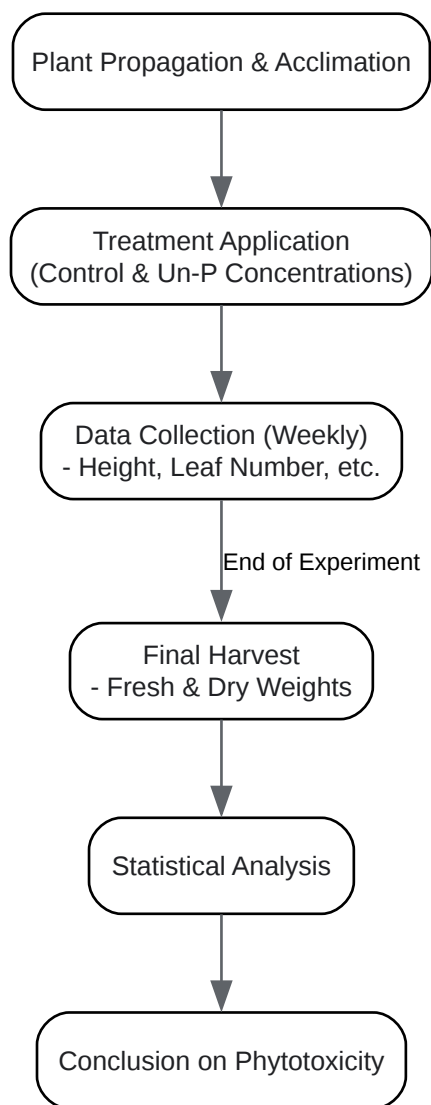 Plant Propagation & Acclimation
Treatment Application
(Control & Un-P Concentrations)
Data Collection (Weekly)
- Height, Leaf Number, etc.
End of Experiment
Final Harvest
- Fresh & Dry Weights
Statistical Analysis
Conclusion on Phytotoxicity